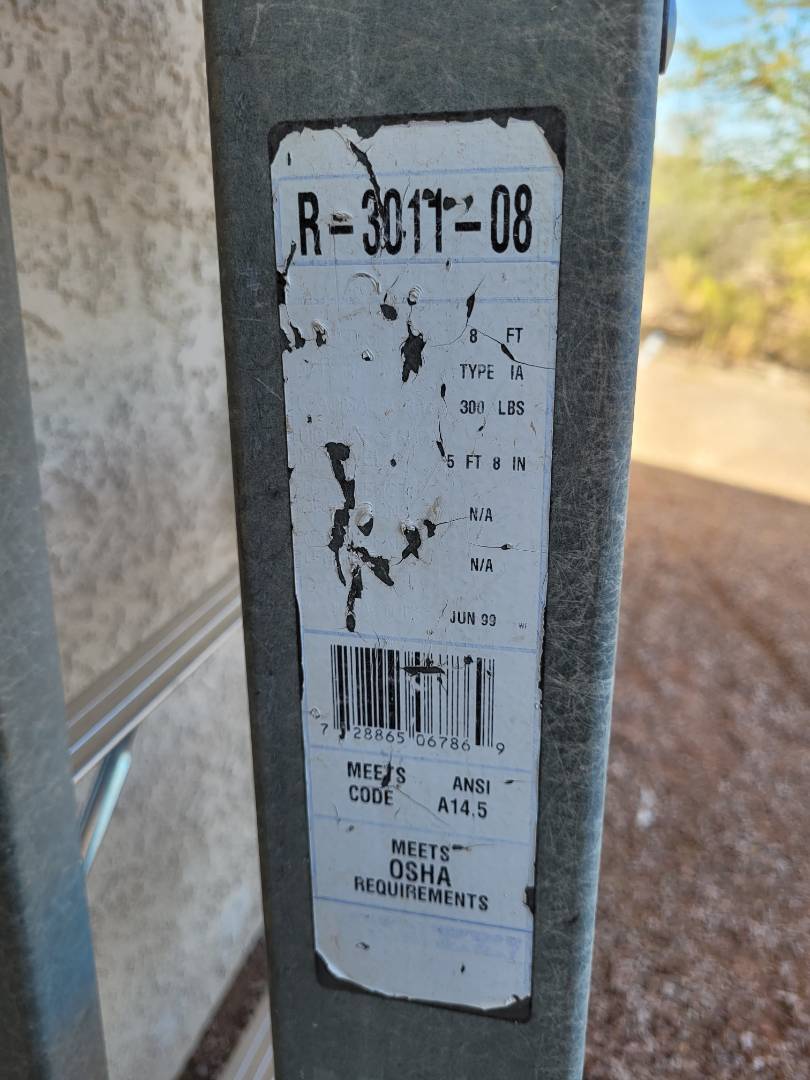 R-3011-08
8 FT
TYPE IA
300 LBS
5 FT 8 IN
N/A
N/A
JUN 99
7 28865 06786 9
MEETS ANSI
CODE A14.5
MEETS
OSHA
REQUIREMENTS